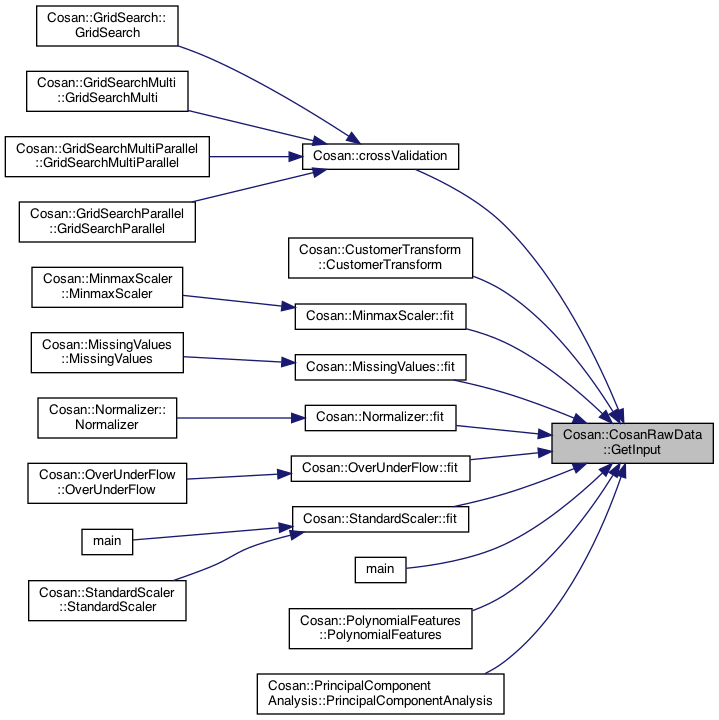 Cosan::GridSearch::
GridSearch
Cosan::GridSearchMulti
::GridSearchMulti
Cosan::GridSearchMultiParallel
::GridSearchMultiParallel
Cosan::GridSearchParallel
::GridSearchParallel
Cosan::crossValidation
Cosan::CustomerTransform
::CustomerTransform
Cosan::MinmaxScaler
::MinmaxScaler
Cosan::MinmaxScaler::fit
Cosan::MissingValues
::MissingValues
Cosan::MissingValues::fit
Cosan::Normalizer::
Normalizer
Cosan::Normalizer::fit
Cosan::CosanRawData
::GetInput
Cosan::OverUnderFlow
::OverUnderFlow
Cosan::OverUnderFlow::fit
Cosan::StandardScaler::fit
main
main
Cosan::StandardScaler
::StandardScaler
Cosan::PolynomialFeatures
::PolynomialFeatures
Cosan::PrincipalComponent
Analysis::PrincipalComponentAnalysis